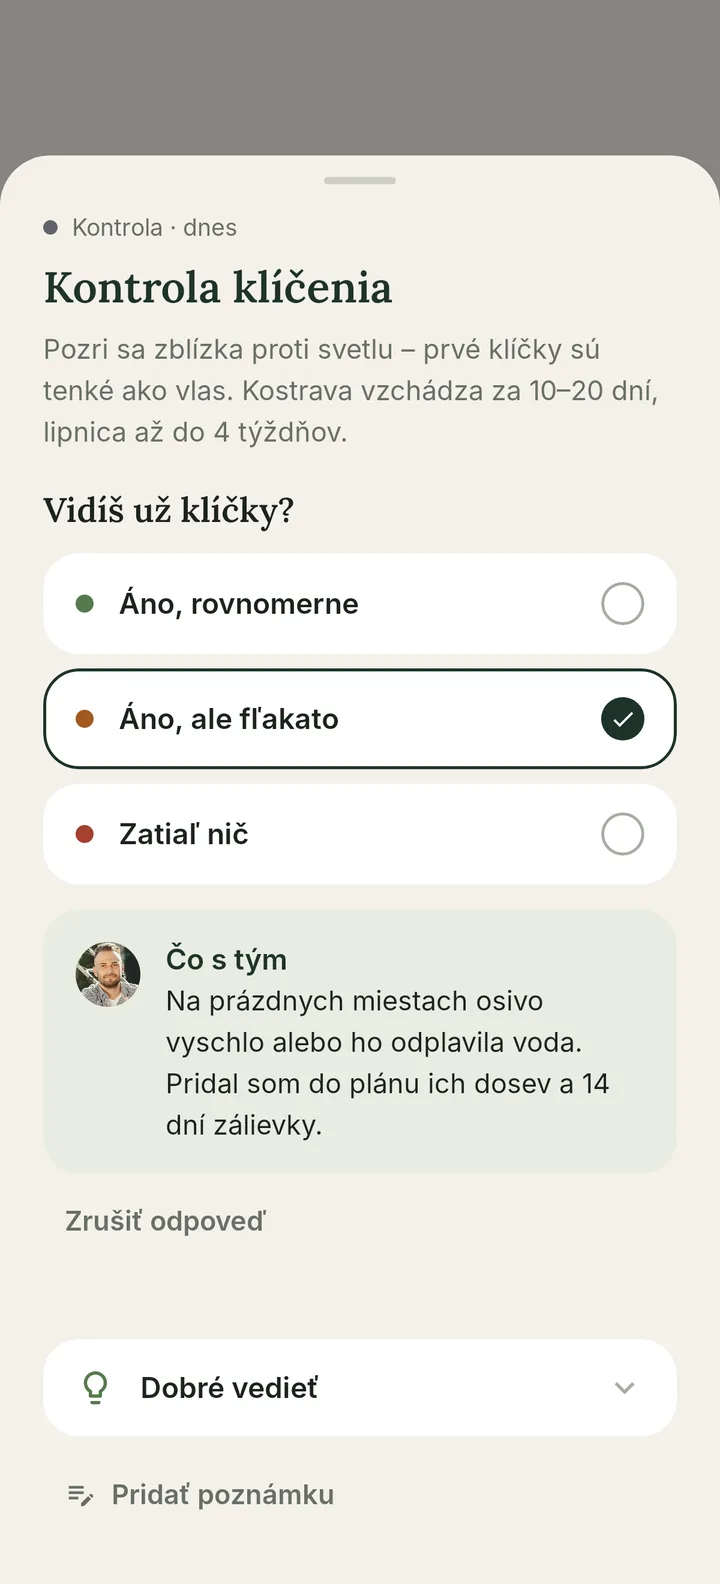 Kontrola · dnes
Kontrola klíčenia
Pozri sa zblízka proti svetlu – prvé klíčky sú
tenké ako vlas. Kostrava vzchádza za 10–20 dní,
lipnica až do 4 týždňov.
Vidíš už klíčky?
Áno, rovnomerne
Áno, ale fľakato
Zatiaľ nič
Čo s tým
Na prázdnych miestach osivo
vyschlo alebo ho odplavila voda.
Pridal som do plánu ich dosev a 14
dní zálievky.
Zrušiť odpoveď
Dobré vedieť
Pridať poznámku